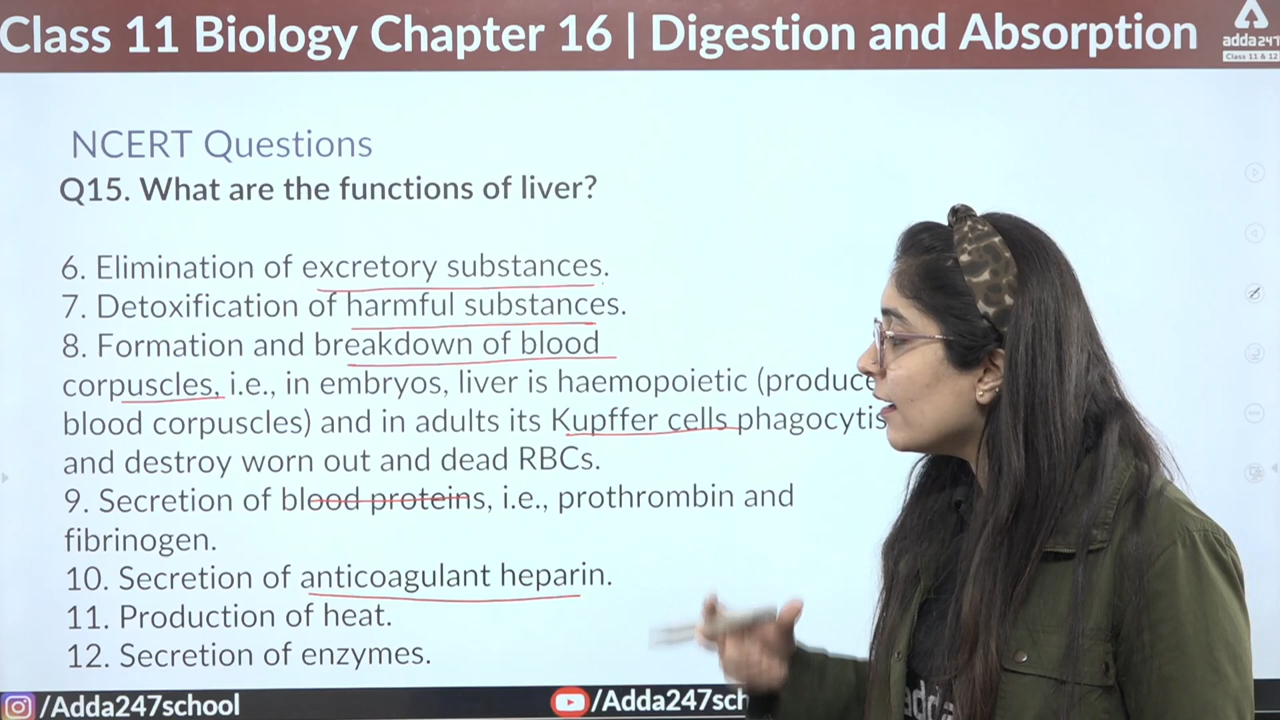 Class 11 Biology Chapter 16 | Digestion and Absorption
adda247
Class 11 & 12
NCERT Questions
Q15. What are the functions of liver?
6. Elimination of excretory substances.
7. Detoxification of harmful substances.
8. Formation and breakdown of blood
corpuscles, i.e., in embryos, liver is haemopoietic (produce
blood corpuscles) and in adults its Kupffer cells phagocytis
and destroy worn out and dead RBCs.
9. Secretion of blood proteins, i.e., prothrombin and
fibrinogen.
10. Secretion of anticoagulant heparin.
11. Production of heat.
12. Secretion of enzymes.
/Adda247school
/Adda247sch
adda